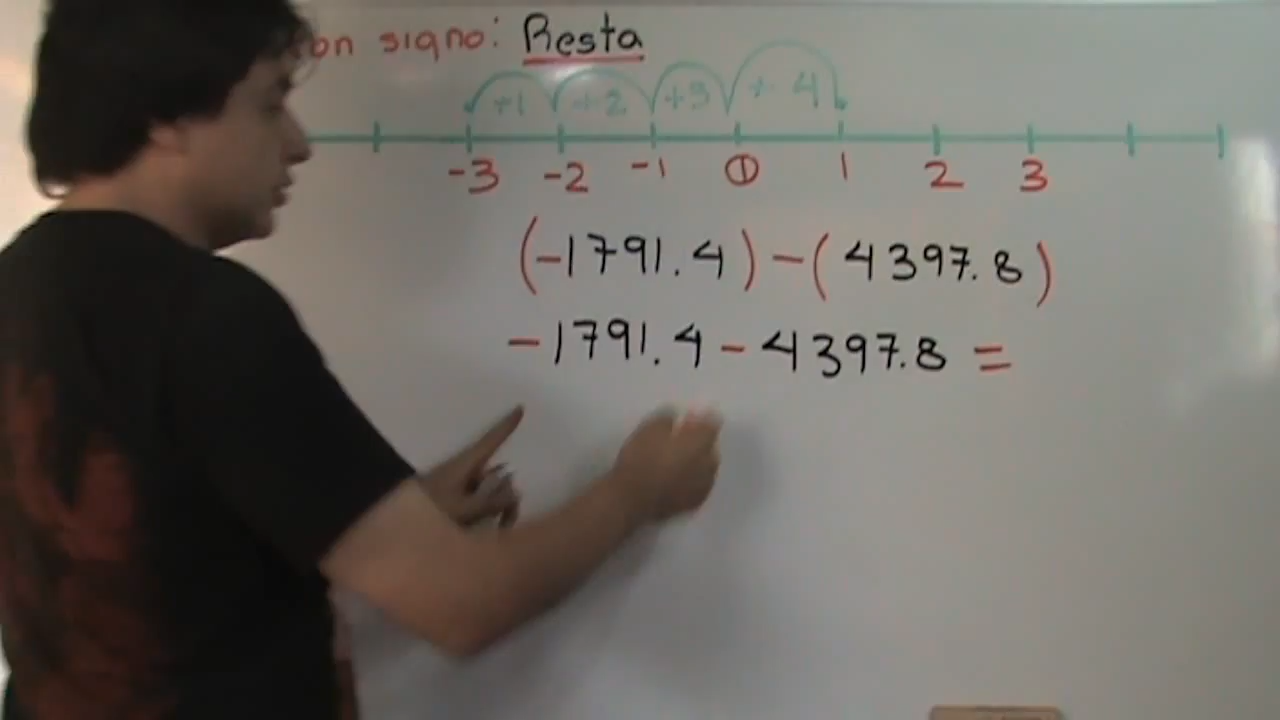 on signo: Resta
+1 +2 +3 +4
-3 -2 -1 0 1 2 3
(-1791.4) - (4397.8)
-1791.4 - 4397.8 =